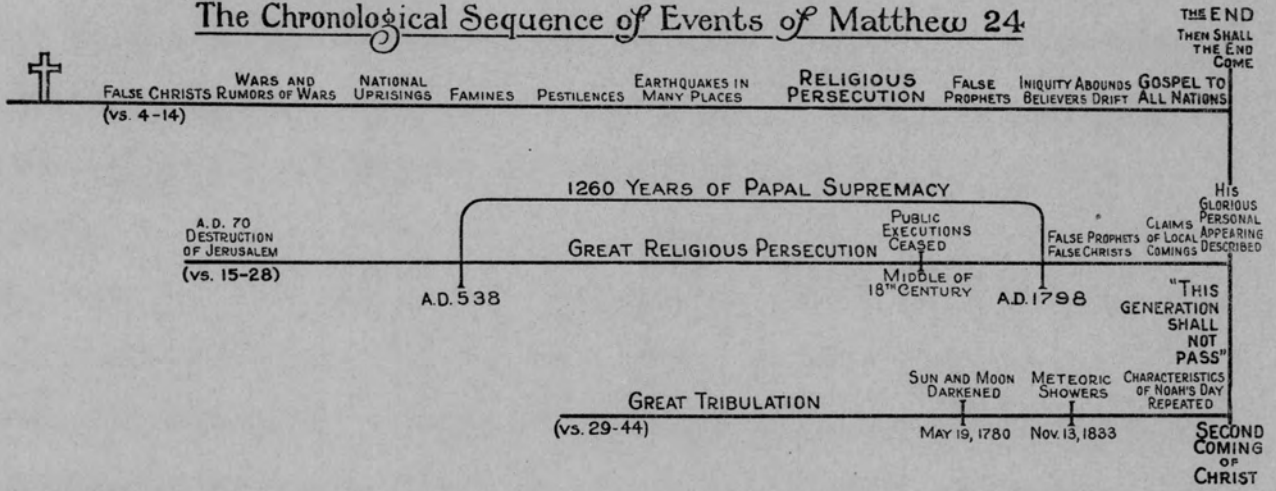 The Chronological Sequence of Events of Matthew 24
THE END
THEN SHALL
THE END
COME
FALSE CHRISTS
WARS AND
RUMORS OF WARS
NATIONAL
UPRISINGS
FAMINES
PESTILENCES
EARTHQUAKES IN
MANY PLACES
RELIGIOUS
PERSECUTION
FALSE
PROPHETS
INIQUITY ABOUNDS
BELIEVERS DRIFT
GOSPEL TO
ALL NATIONS
(vs. 4-14)
1260 YEARS OF PAPAL SUPREMACY
A.D. 70
DESTRUCTION
OF JERUSALEM
(vs. 15-28)
GREAT RELIGIOUS PERSECUTION
PUBLIC
EXECUTIONS
CEASED
MIDDLE OF
18TH CENTURY
A.D. 538
A.D. 1798
FALSE PROPHETS
FALSE CHRISTS
CLAIMS
OF LOCAL
COMINGS
HIS
GLORIOUS
PERSONAL
APPEARING
DESCRIBED
"THIS
GENERATION
SHALL
NOT
PASS"
GREAT TRIBULATION
(vs. 29-44)
SUN AND MOON
DARKENED
MAY 19, 1780
METEORIC
SHOWERS
NOV. 13, 1833
CHARACTERISTICS
OF NOAH'S DAY
REPEATED
SECOND
COMING
OF
CHRIST